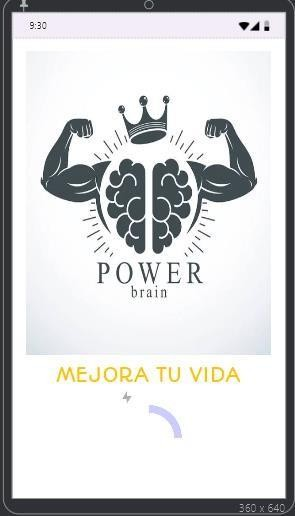 9:30
POWER
brain
MEJORA TU VIDA
360 x 640